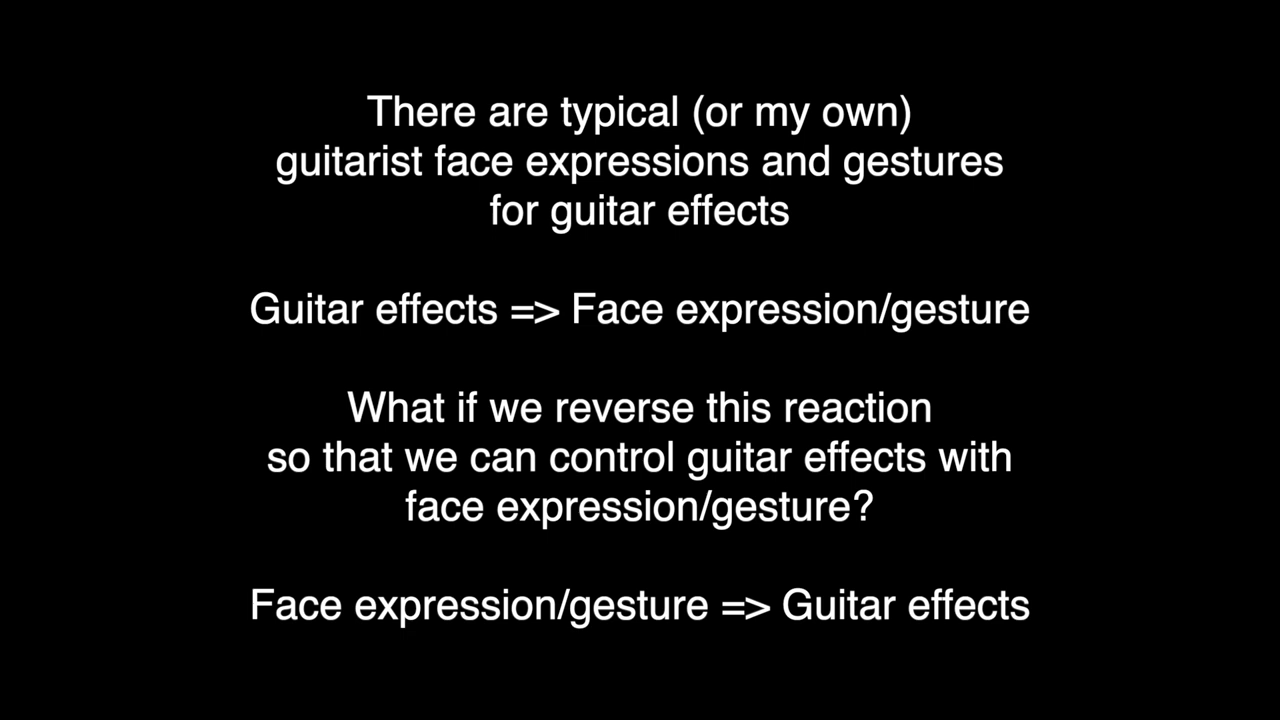 There are typical (or my own)
guitarist face expressions and gestures
for guitar effects
Guitar effects => Face expression/gesture
What if we reverse this reaction
so that we can control guitar effects with
face expression/gesture?
Face expression/gesture => Guitar effects